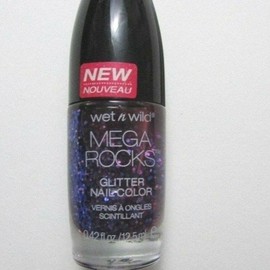 NEW
NOUVEAU
wet n wild®
MEGA
ROCKS
GLITTER
NAIL COLOR
VERNIS À ONGLES
SCINTILLANT
0.42 fl oz / 12.5 ml